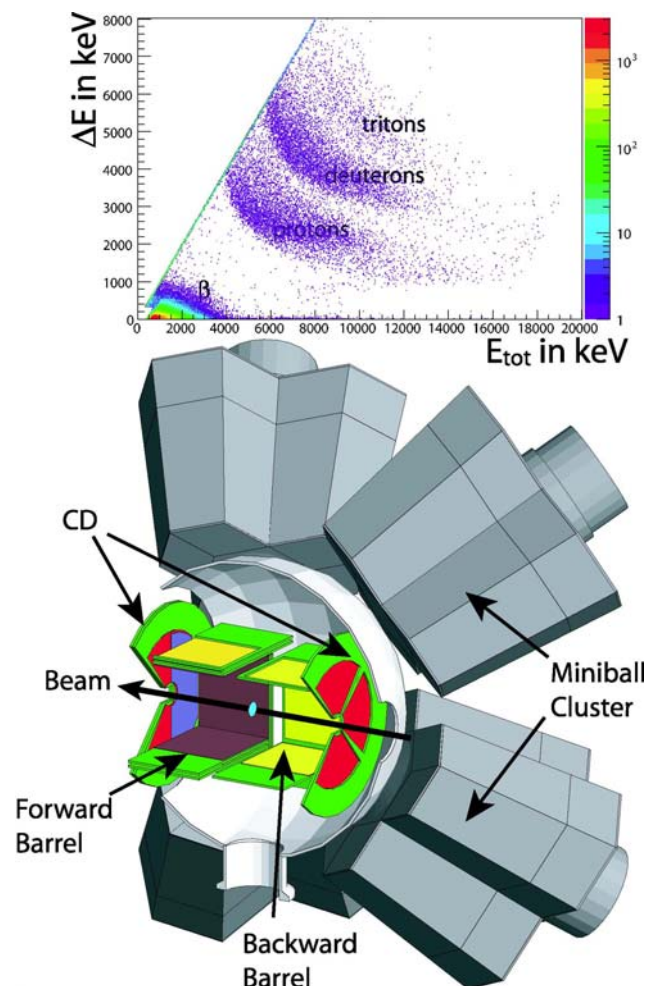 ΔE in keV
8000
7000
6000
5000
4000
3000
2000
1000
0
tritons
deuterons
protons
β
10³
10²
10
1
0 2000 4000 6000 8000 10000 12000 14000 16000 18000 20000
E_tot in keV
CD
Beam
Miniball
Cluster
Forward
Barrel
Backward
Barrel